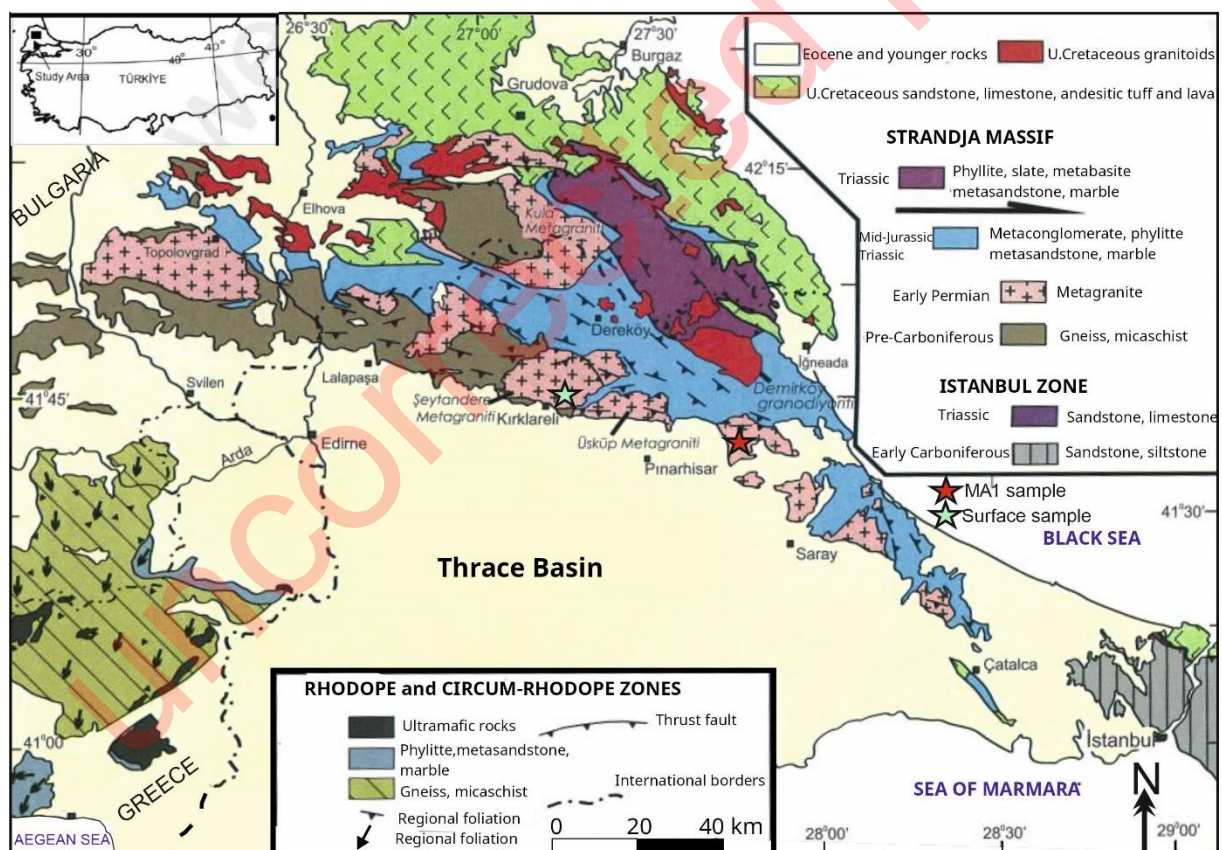 26°30'
27°00'
27°30'
Burgaz
30°
40°
40°
Study Area
TÜRKİYE
Grudova
Eocene and younger rocks
U.Cretaceous granitoids
U.Cretaceous sandstone, limestone, andesitic tuff and lava
STRANDJA MASSIF
Triassic
Phyllite, slate, metabasite
metasandstone, marble
Mid-Jurassic
Triassic
Metaconglomerate, phylitte
metasandstone, marble
Early Permian
Metagranite
Pre-Carboniferous
Gneiss, micaschist
ISTANBUL ZONE
Triassic
Sandstone, limestone
Early Carboniferous
Sandstone, siltstone
MA1 sample
Surface sample
BULGARIA
42°15'
Elhova
Kula
Metagraniti
Topolovgrad
Dereköy
İğneada
Svilen
Lalapaşa
41°45'
Şeytandere
Metagraniti
Kırklareli
Demirköy
granodiyoriti
Üsküp Metagraniti
Edirne
Arda
Pınarhisar
41°30'
BLACK SEA
Saray
Thrace Basin
Çatalca
İstanbul
41°00'
GREECE
AEGEAN SEA
SEA OF MARMARA
N
28°00'
28°30'
29°00'
RHODOPE and CIRCUM-RHODOPE ZONES
Ultramafic rocks
Thrust fault
Phylitte,metasandstone,
marble
Gneiss, micaschist
International borders
Regional foliation
Regional foliation
0 20 40 km
uncorrected